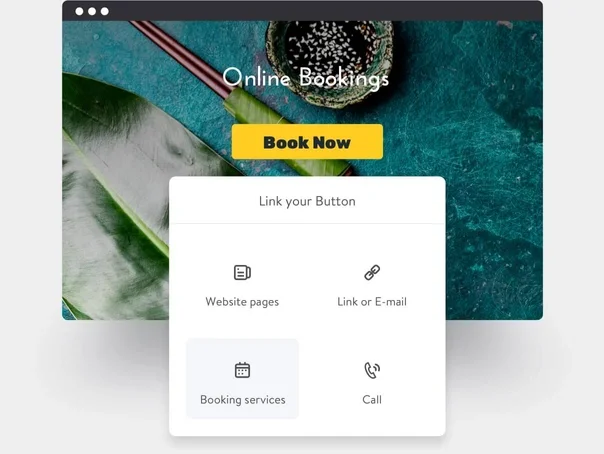 Online Bookings
Book Now
Link your Button
Website pages
Link or E-mail
Booking services
Call